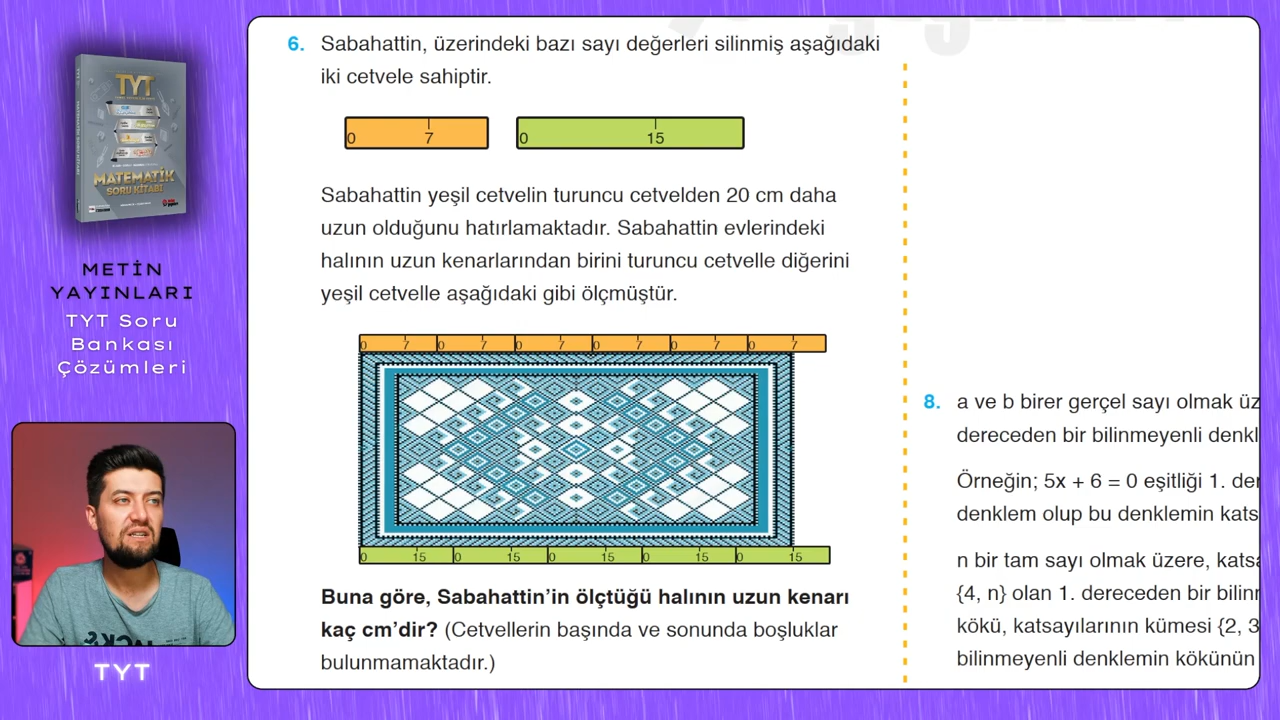 TYT
MATEMATİK
SORU KİTABI
METİN
YAYINLARI
TYT Soru
Bankası
Çözümleri
TYT
6. Sabahattin, üzerindeki bazı sayı değerleri silinmiş aşağıdaki
iki cetvele sahiptir.
0 7 0 15
Sabahattin yeşil cetvelin turuncu cetvelden 20 cm daha
uzun olduğunu hatırlamaktadır. Sabahattin evlerindeki
halının uzun kenarlarından birini turuncu cetvelle diğerini
yeşil cetvelle aşağıdaki gibi ölçmüştür.
0 7 0 7 0 7 0 7 0 7 0 7
0 15 0 15 0 15 0 15 0 15
Buna göre, Sabahattin’in ölçtüğü halının uzun kenarı
kaç cm’dir? (Cetvellerin başında ve sonunda boşluklar
bulunmamaktadır.)
8. a ve b birer gerçel sayı olmak üz
dereceden bir bilinmeyenli denkl
Örneğin; 5x + 6 = 0 eşitliği 1. der
denklem olup bu denklemin kats
n bir tam sayı olmak üzere, katsa
{4, n} olan 1. dereceden bir bilinr
kökü, katsayılarının kümesi {2, 3
bilinmeyenli denklemin kökünün